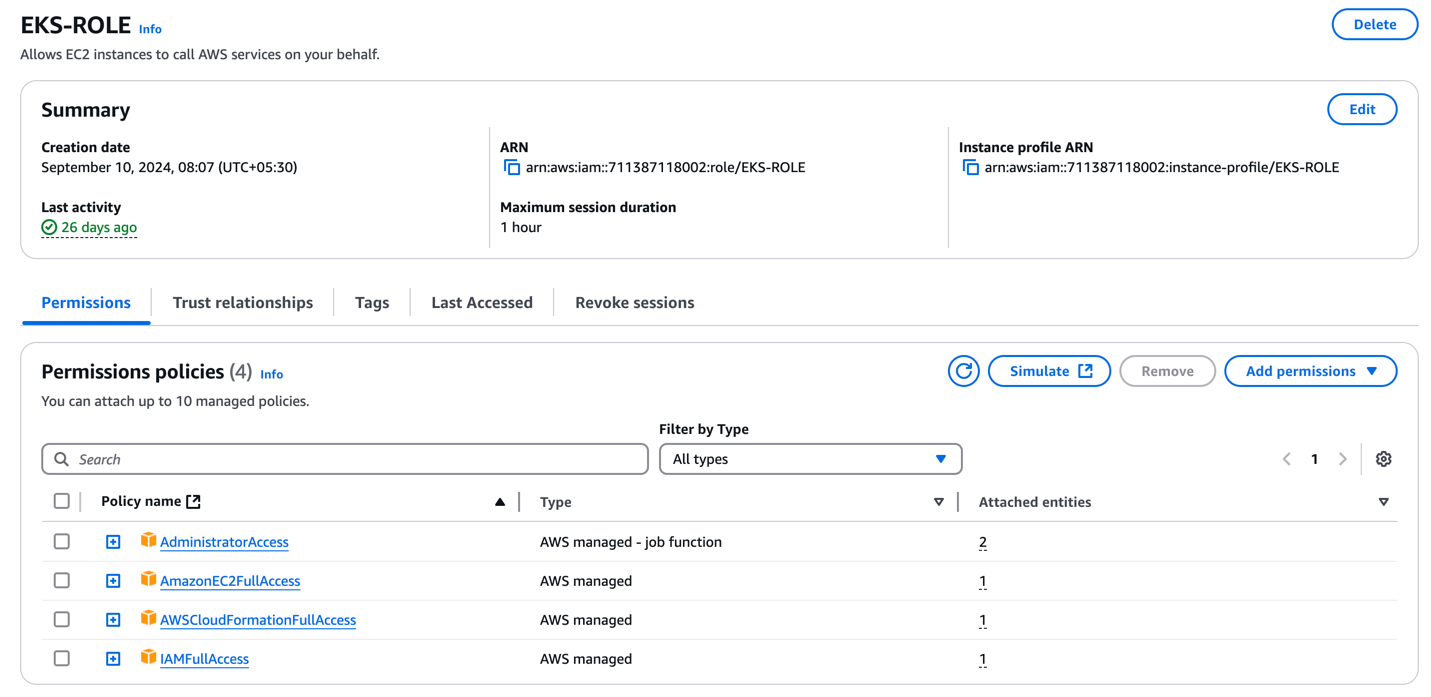 EKS-ROLE Info
Delete
Allows EC2 instances to call AWS services on your behalf.
Summary
Edit
Creation date
September 10, 2024, 08:07 (UTC+05:30)
ARN
arn:aws:iam::711387118002:role/EKS-ROLE
Instance profile ARN
arn:aws:iam::711387118002:instance-profile/EKS-ROLE
Last activity
26 days ago
Maximum session duration
1 hour
Permissions
Trust relationships
Tags
Last Accessed
Revoke sessions
Permissions policies (4) Info
You can attach up to 10 managed policies.
Simulate
Remove
Add permissions
Filter by Type
Search
All types
1
Policy name
Type
Attached entities
AdministratorAccess AWS managed - job function 2
AmazonEC2FullAccess AWS managed 1
AWSCloudFormationFullAccess AWS managed 1
IAMFullAccess AWS managed 1